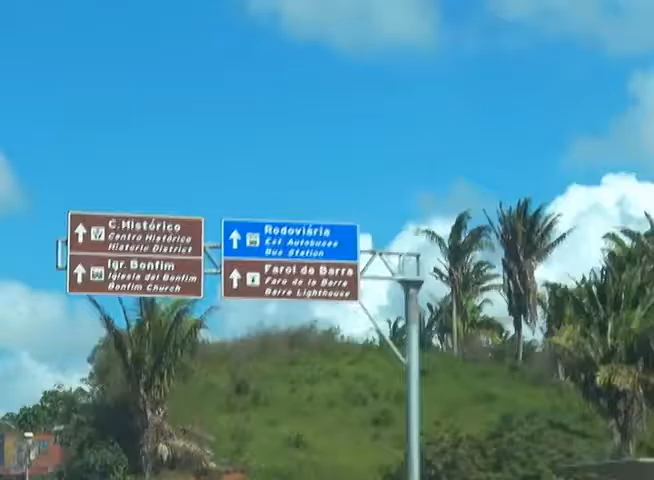 C.Histórico
Centro Histórico
Historic District
Igr. Bonfim
Iglesia del Bonfim
Bonfim Church
Rodoviária
Est. Autobuses
Bus Station
Farol da Barra
Faro de la Barra
Barra Lighthouse